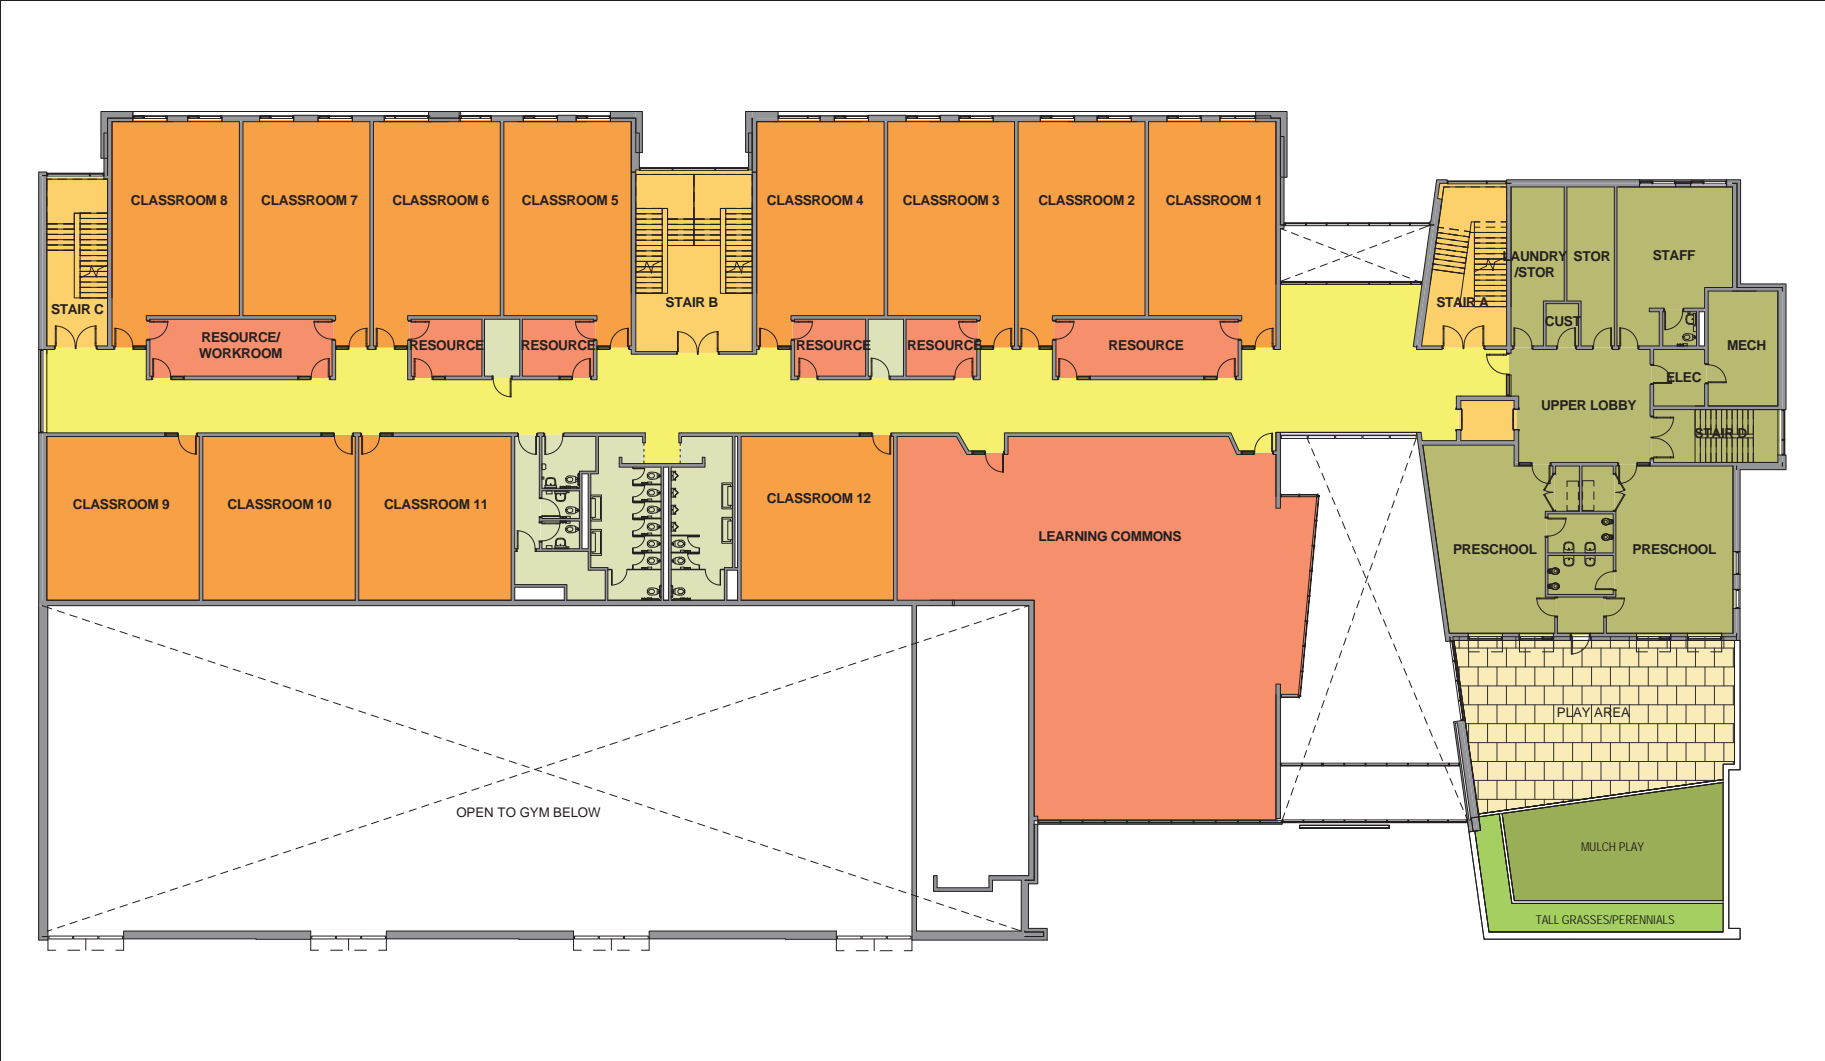 CLASSROOM 8
CLASSROOM 7
CLASSROOM 6
CLASSROOM 5
CLASSROOM 4
CLASSROOM 3
CLASSROOM 2
CLASSROOM 1
STAIR C
STAIR B
STAIR A
LAUNDRY
/STOR
STOR
STAFF
CUST
MECH
ELEC
RESOURCE/
WORKROOM
RESOURCE
RESOURCE
RESOURCE
RESOURCE
RESOURCE
UPPER LOBBY
STAIR D
CLASSROOM 9
CLASSROOM 10
CLASSROOM 11
CLASSROOM 12
LEARNING COMMONS
PRESCHOOL
PRESCHOOL
PLAY AREA
OPEN TO GYM BELOW
MULCH PLAY
TALL GRASSES/PERENNIALS